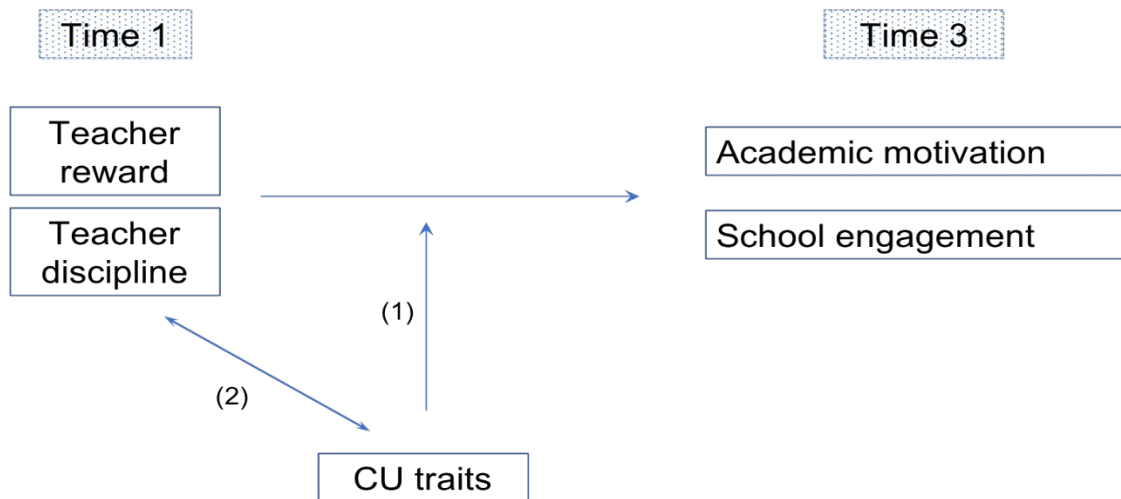 Time 1
Time 3
Teacher
reward
Teacher
discipline
Academic motivation
School engagement
(1)
(2)
CU traits